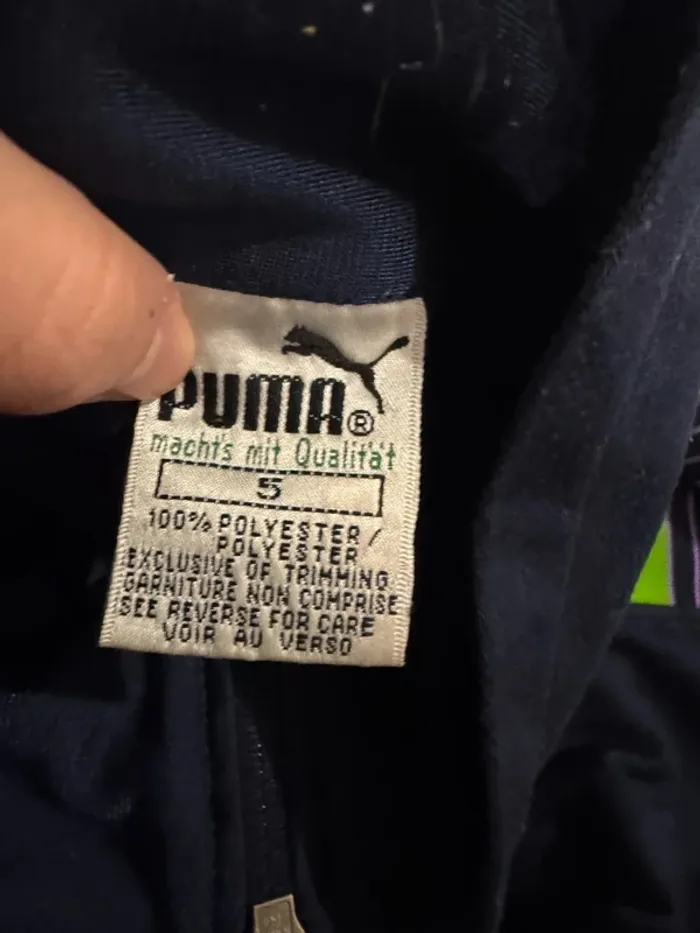 PUMA®
macht's mit Qualität
5
100% POLYESTER /
POLYESTER
EXCLUSIVE OF TRIMMING
GARNITURE NON COMPRISE
SEE REVERSE FOR CARE
VOIR AU VERSO